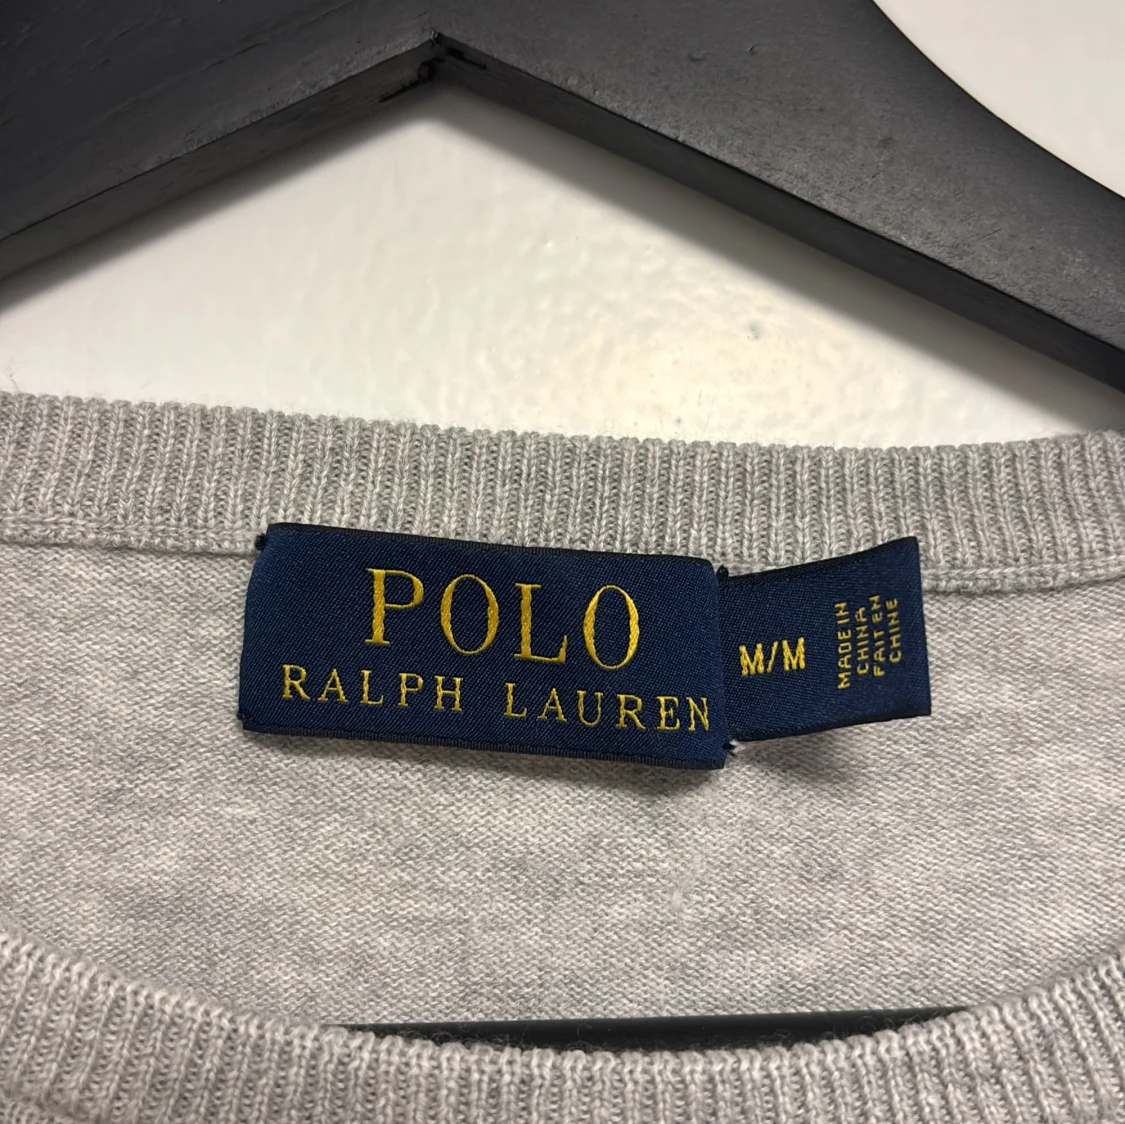 POLO
RALPH LAUREN
M/M
MADE IN
CHINA
FAIT EN
CHINE